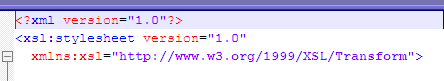 <?xml version="1.0"?>
<xsl:stylesheet version="1.0"
xmlns:xsl="http://www.w3.org/1999/XSL/Transform">